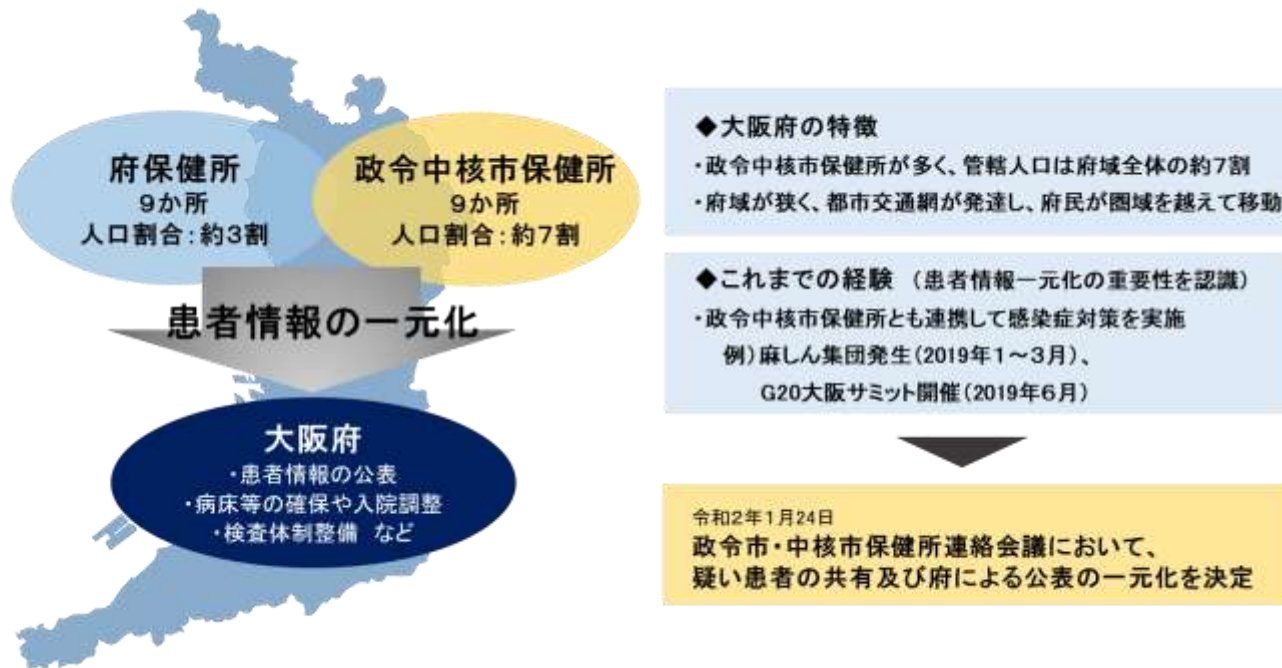 府保健所
9か所
人口割合:約3割
政令中核市保健所
9か所
人口割合:約7割
患者情報の一元化
大阪府
・患者情報の公表
・病床等の確保や入院調整
・検査体制整備 など
◆大阪府の特徴
・政令中核市保健所が多く、管轄人口は府域全体の約7割
・府域が狭く、都市交通網が発達し、府民が圏域を越えて移動
◆これまでの経験 (患者情報一元化の重要性を認識)
・政令中核市保健所とも連携して感染症対策を実施
例)麻しん集団発生(2019年1~3月)、
G20大阪サミット開催(2019年6月)
令和2年1月24日
政令市・中核市保健所連絡会議において、
疑い患者の共有及び府による公表の一元化を決定